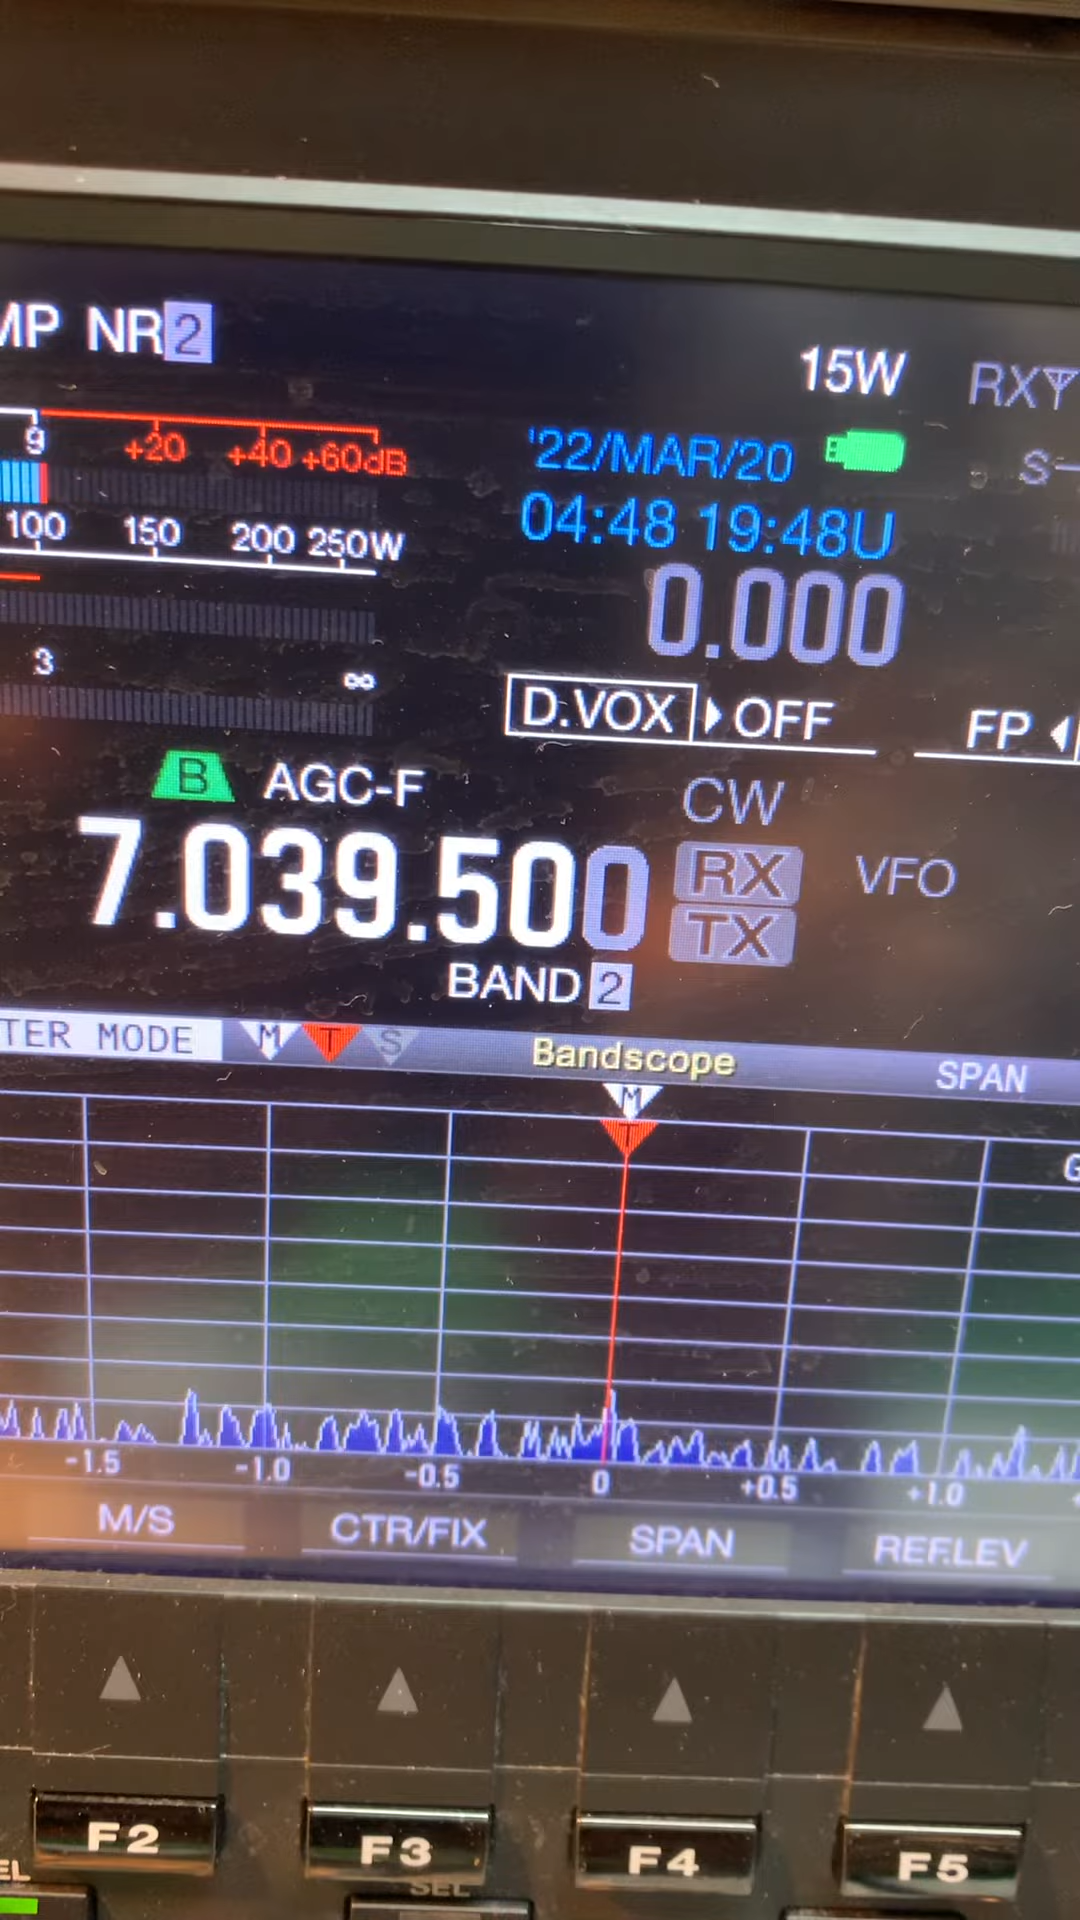 MP NR2
15W RX
9 +20 +40 +60dB
'22/MAR/20
S
100 150 200 250W
04:48 19:48U
0.000
3 ∞
D.VOX OFF FP
B AGC-F CW
7.039.500 RX VFO
TX
BAND 2
TER MODE M T S Bandscope SPAN
M
T
-1.5 -1.0 -0.5 0 +0.5 +1.0
M/S CTR/FIX SPAN REF.LEV
F2 F3 F4 F5
EL SEL